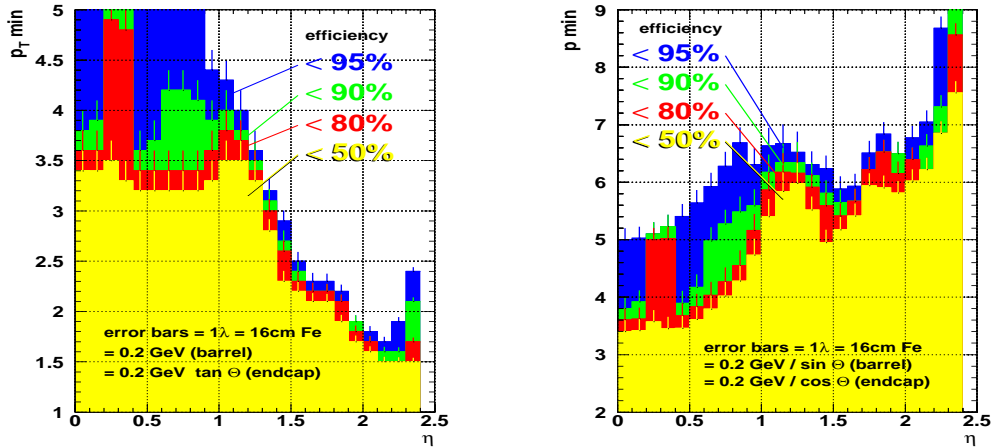 p_T min
5
4.5
4
3.5
3
2.5
2
1.5
1
efficiency
< 95%
< 90%
< 80%
< 50%
error bars = 1λ = 16cm Fe
= 0.2 GeV (barrel)
= 0.2 GeV tan Θ (endcap)
0 0.5 1 1.5 2 2.5
η
p min
9
8
7
6
5
4
3
2
efficiency
< 95%
< 90%
< 80%
< 50%
error bars = 1λ = 16cm Fe
= 0.2 GeV / sin Θ (barrel)
= 0.2 GeV / cos Θ (endcap)
0 0.5 1 1.5 2 2.5
η